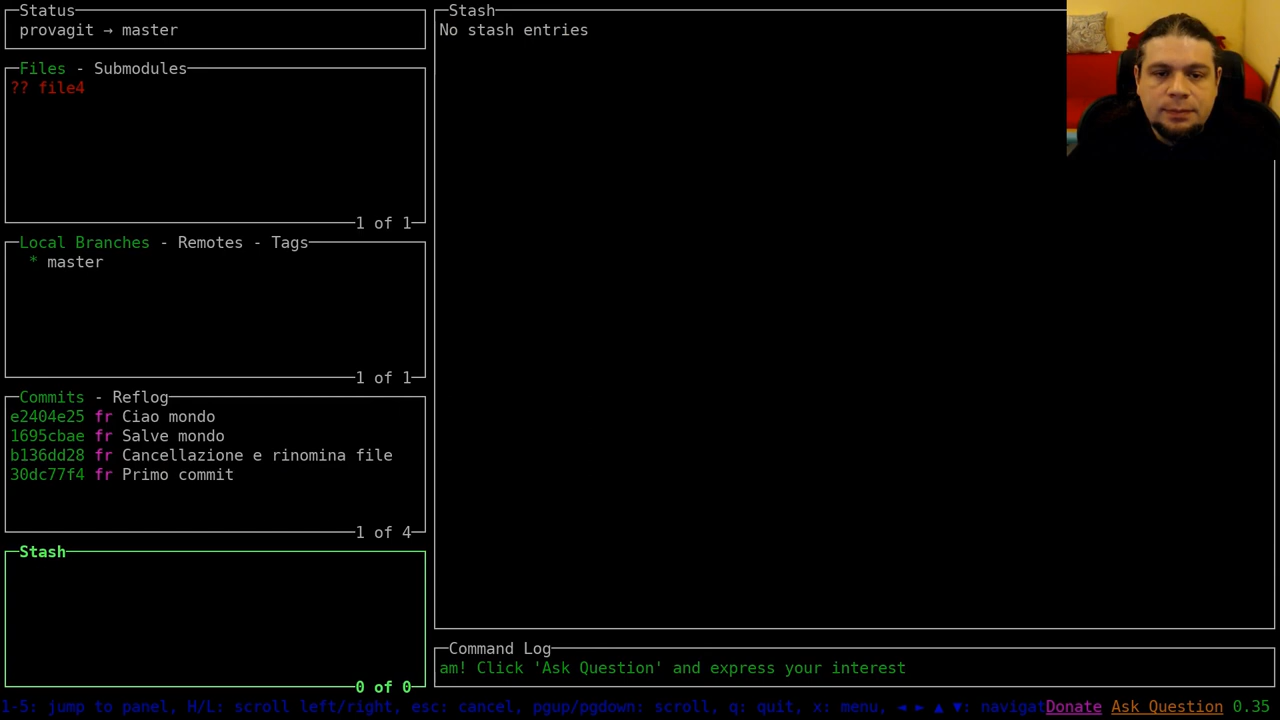 Status
provagit → master
Files - Submodules
?? file4
1 of 1
Local Branches - Remotes - Tags
* master
1 of 1
Commits - Reflog
e2404e25 fr Ciao mondo
1695cbae fr Salve mondo
b136dd28 fr Cancellazione e rinomina file
30dc77f4 fr Primo commit
1 of 4
Stash
0 of 0
Stash
No stash entries
Command Log
am! Click 'Ask Question' and express your interest
1-5: jump to panel, H/L: scroll left/right, esc: cancel, pgup/pgdown: scroll, q: quit, x: menu, ◄ ► ▲ ▼: navigat Donate Ask Question 0.35